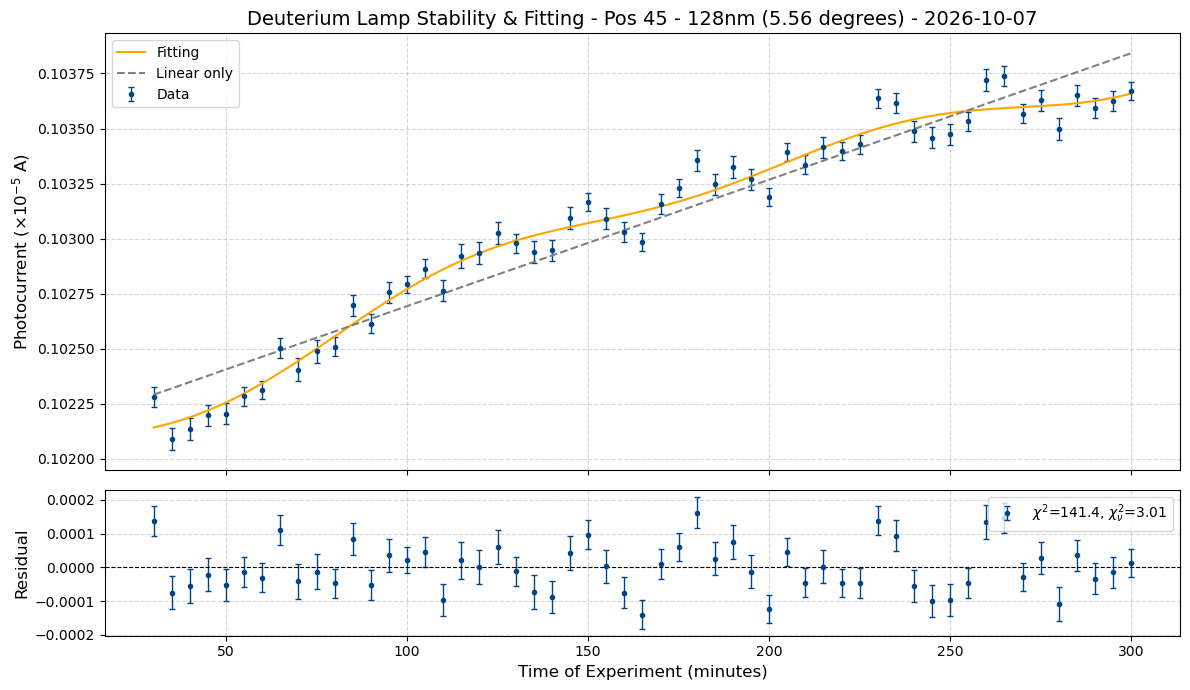 Deuterium Lamp Stability & Fitting - Pos 45 - 128nm (5.56 degrees) - 2026-10-07
Fitting
Linear only
Data
Photocurrent (×10⁻⁵ A)
0.10375
0.10350
0.10325
0.10300
0.10275
0.10250
0.10225
0.10200
χ²=141.4, χ²ᵥ=3.01
Residual
0.0002
0.0001
0.0000
−0.0001
−0.0002
50
100
150
200
250
300
Time of Experiment (minutes)